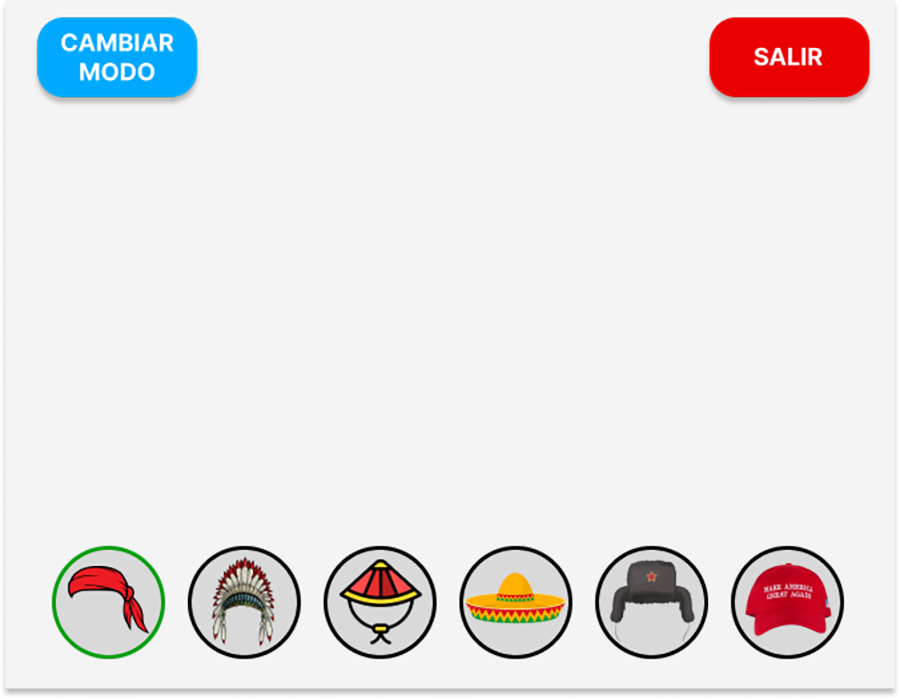 CAMBIAR
MODO
SALIR
MAKE AMERICA
GREAT AGAIN